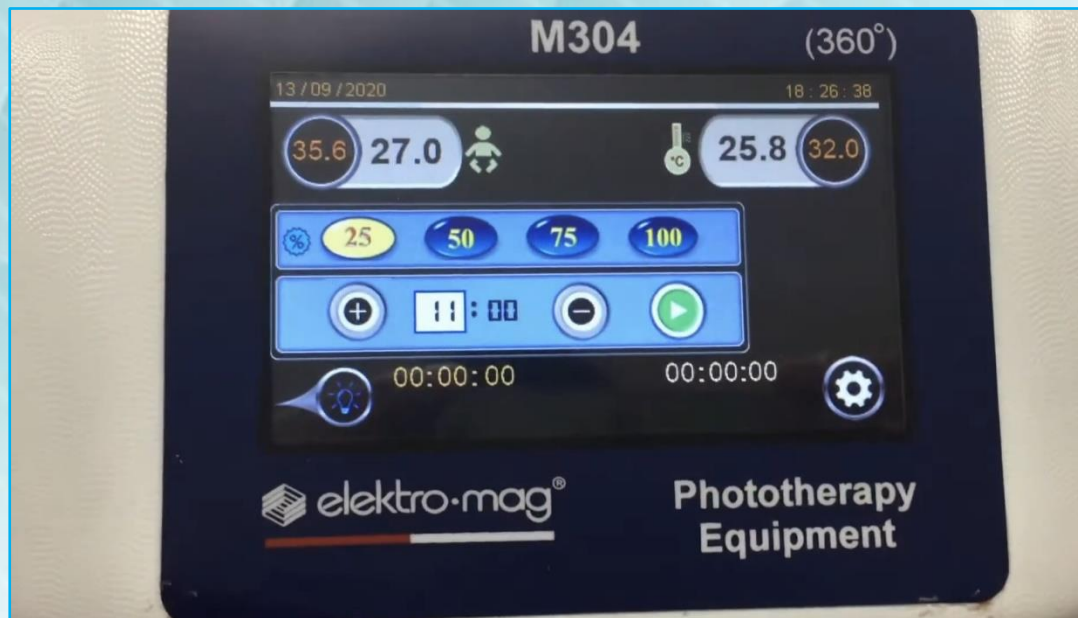 M304 (360°)
13/09/2020 18:26:38
35.6 27.0 °C 25.8 32.0
% 25 50 75 100
+ 11:00 −
00:00:00 00:00:00
elektro·mag® Phototherapy
Equipment